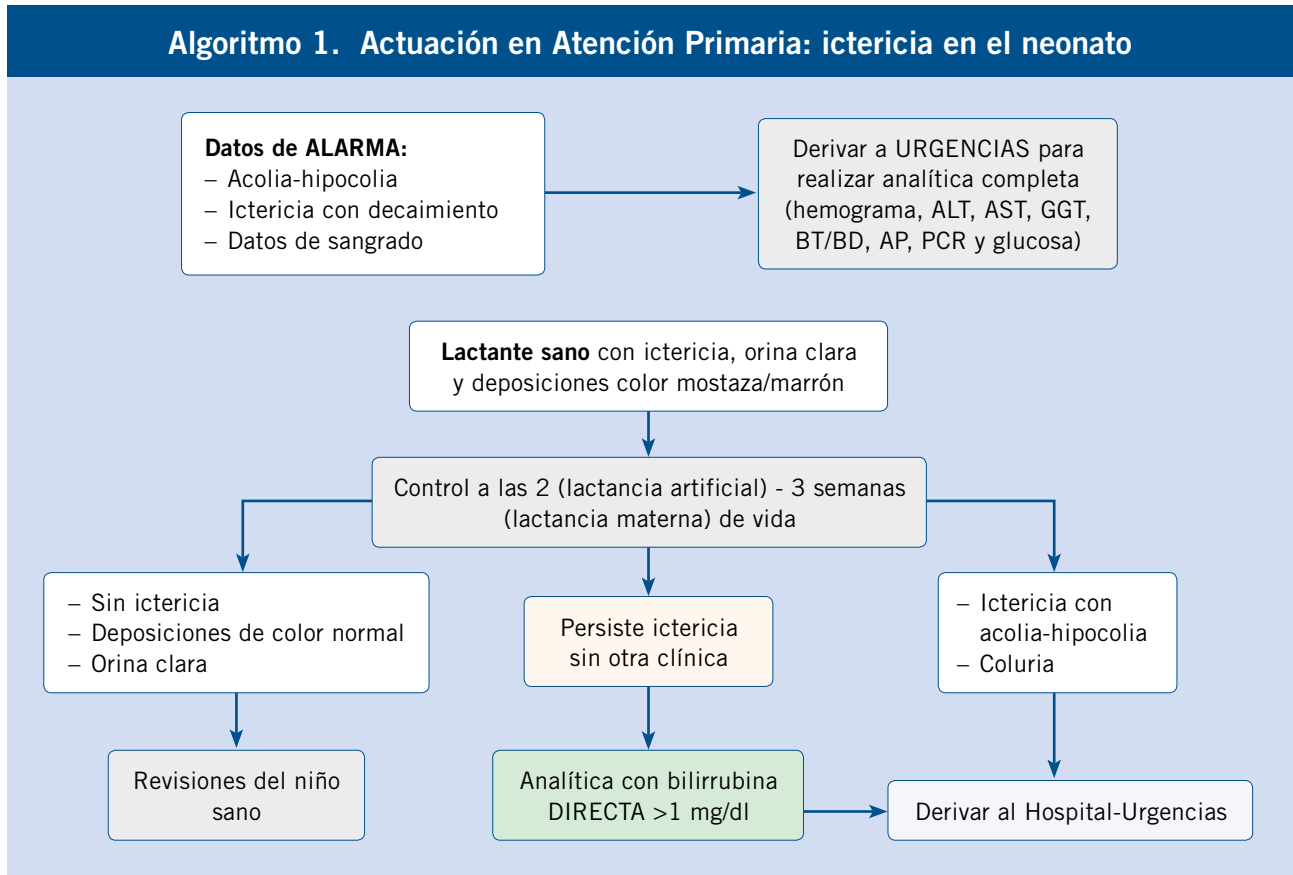 Algoritmo 1. Actuación en Atención Primaria: ictericia en el neonato
Datos de ALARMA:
– Acolia-hipocolia
– Ictericia con decaimiento
– Datos de sangrado
Derivar a URGENCIAS para
realizar analítica completa
(hemograma, ALT, AST, GGT,
BT/BD, AP, PCR y glucosa)
Lactante sano con ictericia, orina clara
y deposiciones color mostaza/marrón
Control a las 2 (lactancia artificial) - 3 semanas
(lactancia materna) de vida
– Sin ictericia
– Deposiciones de color normal
– Orina clara
Persiste ictericia
sin otra clínica
– Ictericia con
acolia-hipocolia
– Coluria
Revisiones del niño
sano
Analítica con bilirrubina
DIRECTA >1 mg/dl
Derivar al Hospital-Urgencias